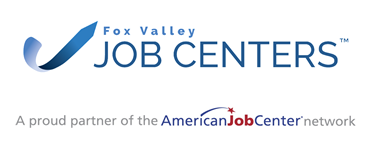 Fox Valley
JOB CENTERS™
A proud partner of the AmericanJobCenter® network